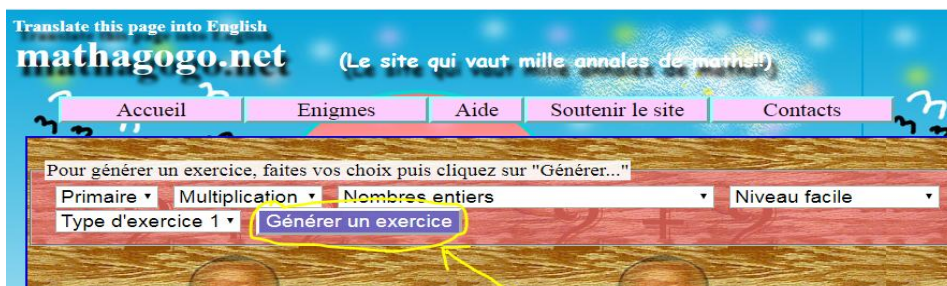 Translate this page into English
mathagogo.net
(Le site qui vaut mille annales de maths!!)
Accueil Enigmes Aide Soutenir le site Contacts
Pour générer un exercice, faites vos choix puis cliquez sur "Générer..."
Primaire Multiplication Nombres entiers Niveau facile
Type d'exercice 1 Générer un exercice